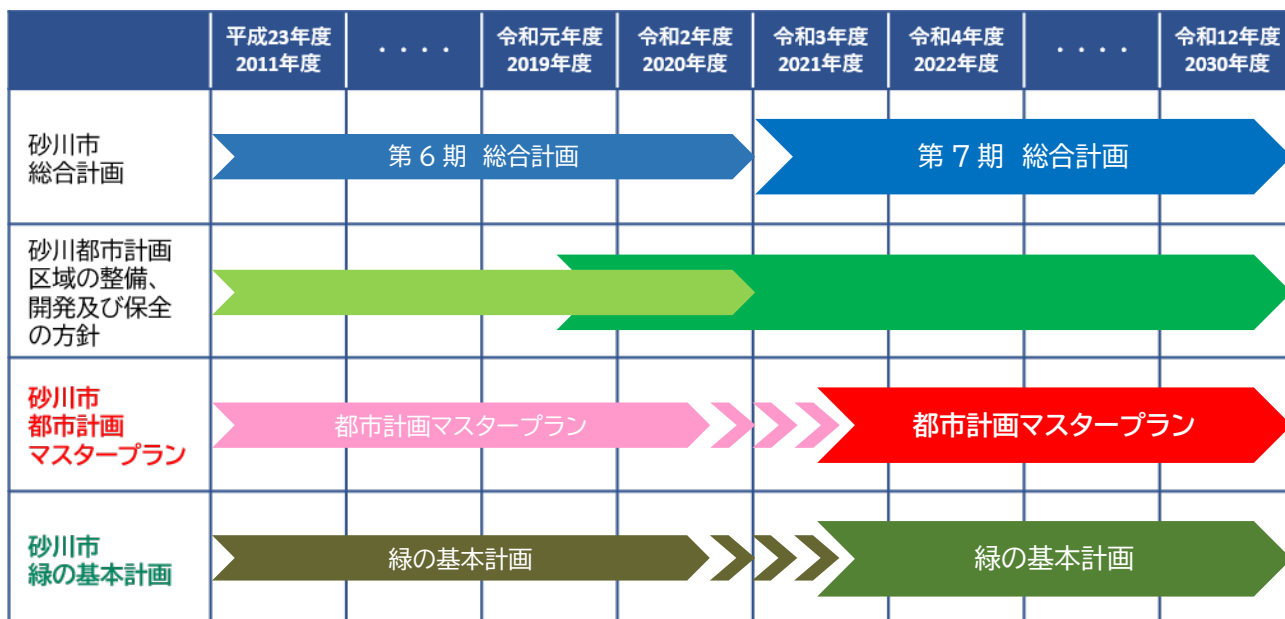 平成23年度
2011年度
・・・・
令和元年度
2019年度
令和2年度
2020年度
令和3年度
2021年度
令和4年度
2022年度
・・・・
令和12年度
2030年度
砂川市
総合計画
第6期 総合計画
第7期 総合計画
砂川都市計画
区域の整備、
開発及び保全
の方針
砂川市
都市計画
マスタープラン
都市計画マスタープラン
都市計画マスタープラン
砂川市
緑の基本計画
緑の基本計画
緑の基本計画